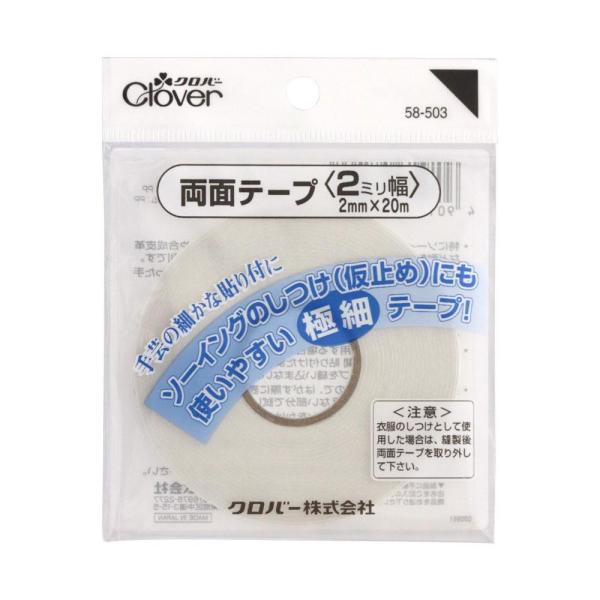 クロバー
Clover
58-503
両面テープ〈2ミリ幅〉
2mm×20m
手芸の細かな貼り付けに
ソーイングのしつけ(仮止め)にも
使いやすい 極細 テープ!
<注意>
衣服のしつけとして使
用した場合は、縫製後
両面テープを取り外し
て下さい。
クロバー株式会社
MADE IN JAPAN